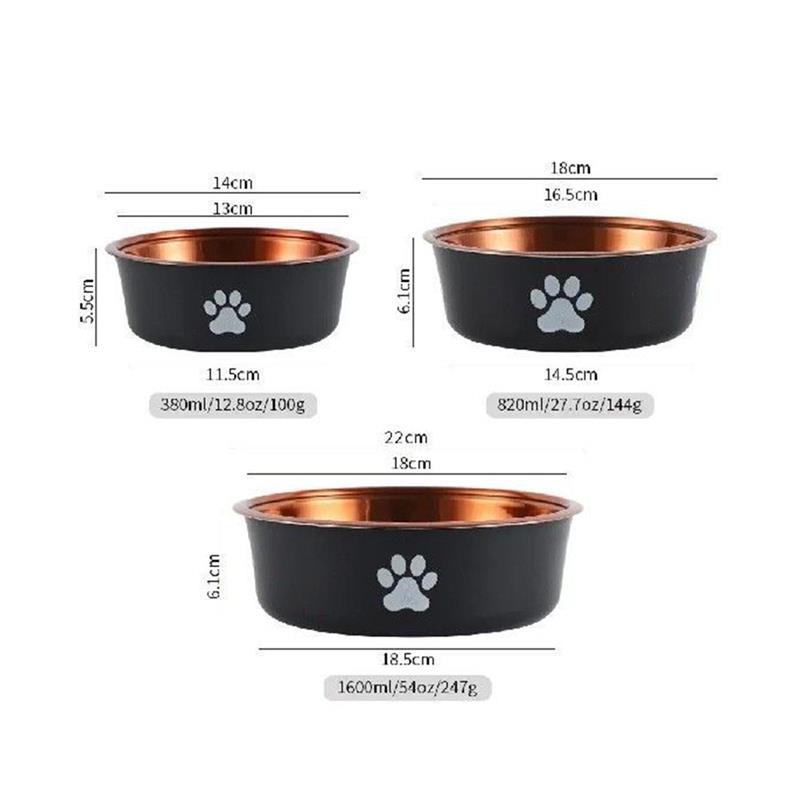 14cm
13cm
5.5cm
11.5cm
380ml/12.8oz/100g
18cm
16.5cm
6.1cm
14.5cm
820ml/27.7oz/144g
22cm
18cm
6.1cm
18.5cm
1600ml/54oz/247g